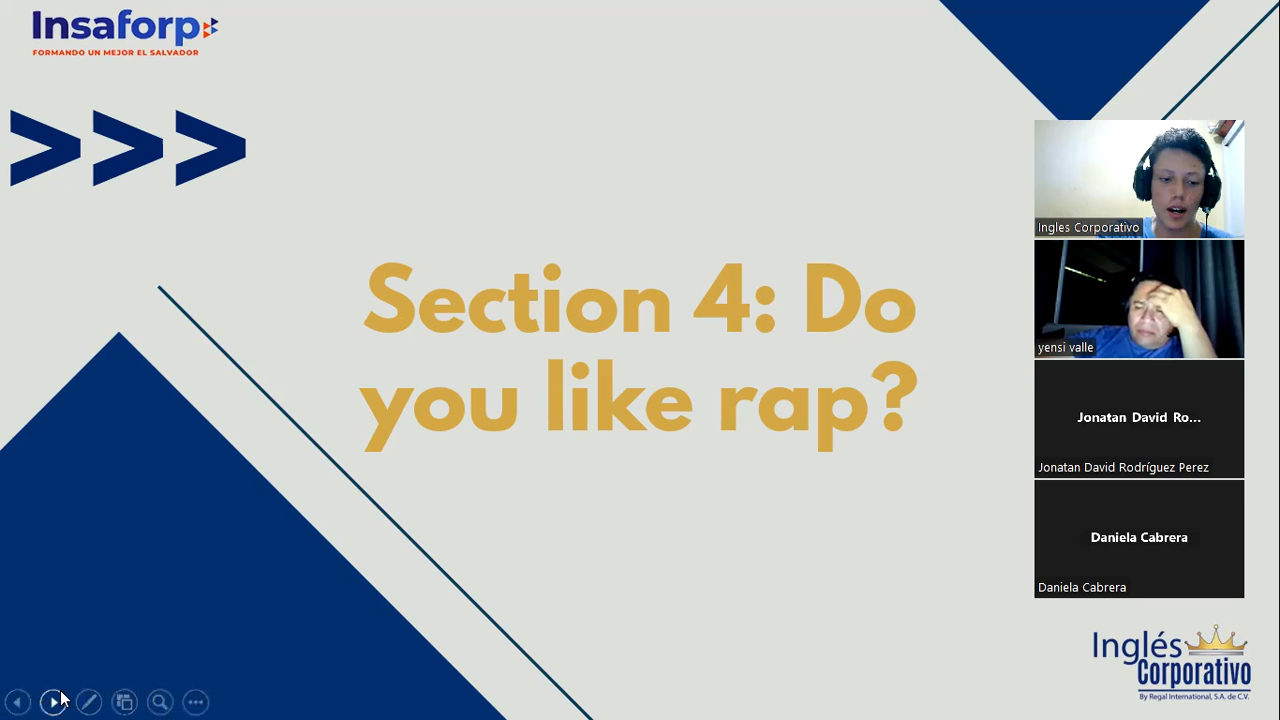 Insaforp
FORMANDO UN MEJOR EL SALVADOR
>>>
Section 4: Do
you like rap?
Ingles Corporativo
yensi valle
Jonatan David Ro...
Jonatan David Rodríguez Perez
Daniela Cabrera
Daniela Cabrera
Inglés
Corporativo
By Regal International, S.A. de C.V.